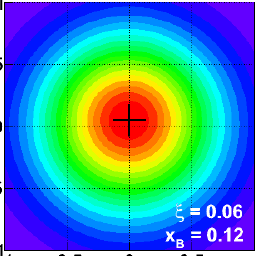 ξ = 0.06
x_B = 0.12